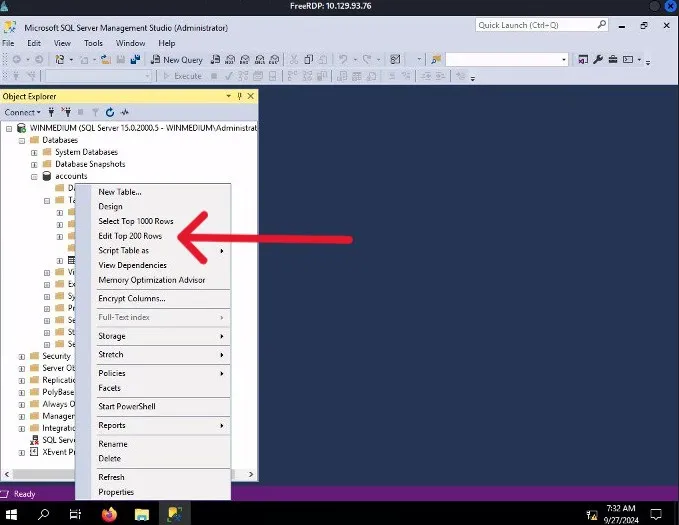 FreeRDP: 10.129.93.76
Microsoft SQL Server Management Studio (Administrator)
Quick Launch (Ctrl+Q)
File Edit View Tools Window Help
New Query
Execute
Object Explorer
Connect
WINMEDIUM (SQL Server 15.0.2000.5 - WINMEDIUM\Administrat
Databases
System Databases
Database Snapshots
accounts
New Table...
Design
Select Top 1000 Rows
Edit Top 200 Rows
Script Table as
View Dependencies
Memory Optimization Advisor
Encrypt Columns...
Full-Text index
Storage
Stretch
Policies
Facets
Start PowerShell
Reports
Rename
Delete
Refresh
Properties
Da
Ta
Vi
Ex
Sy
Pr
Se
St
Se
Security
Server Ob
Replicatio
PolyBase
Always O
Managem
Integratio
SQL Serve
XEvent Pr
Ready
7:32 AM
9/27/2024